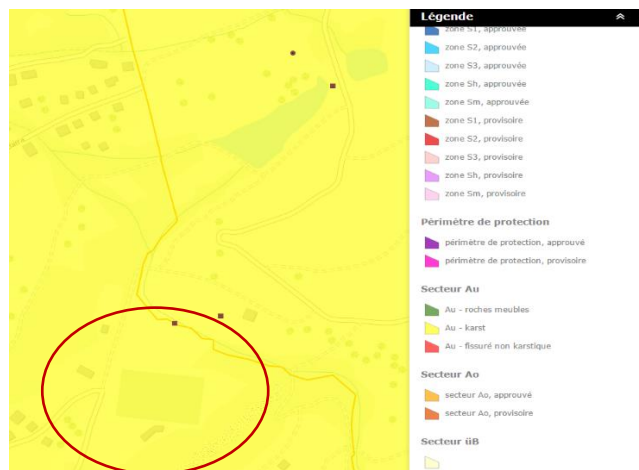 Légende
zone S1, approuvée
zone S2, approuvée
zone S3, approuvée
zone Sh, approuvée
zone Sm, approuvée
zone S1, provisoire
zone S2, provisoire
zone S3, provisoire
zone Sh, provisoire
zone Sm, provisoire
Périmètre de protection
périmètre de protection, approuvé
périmètre de protection, provisoire
Secteur Au
Au - roches meubles
Au - karst
Au - fissuré non karstique
Secteur Ao
secteur Ao, approuvé
secteur Ao, provisoire
Secteur üB